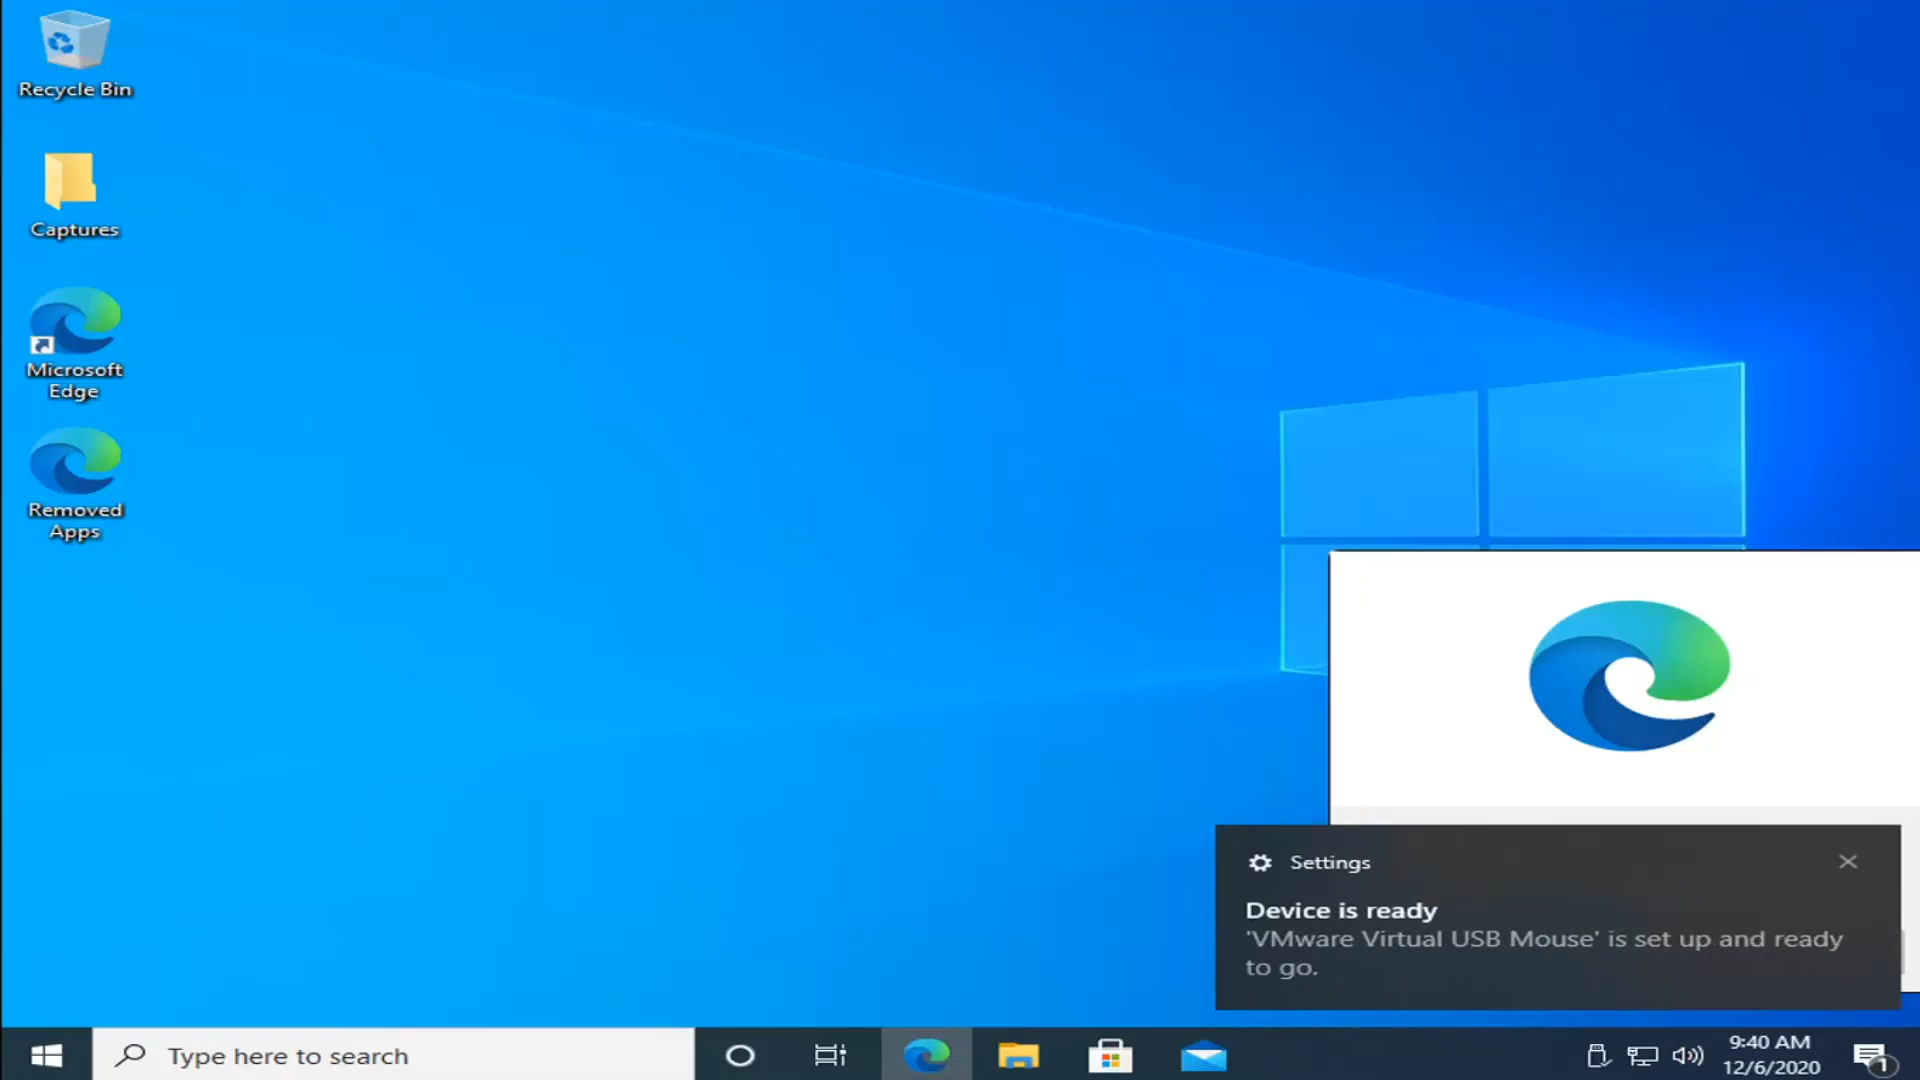 Recycle Bin
Captures
Microsoft
Edge
Removed
Apps
Settings
Device is ready
'VMware Virtual USB Mouse' is set up and ready
to go.
Type here to search
9:40 AM
12/6/2020
1